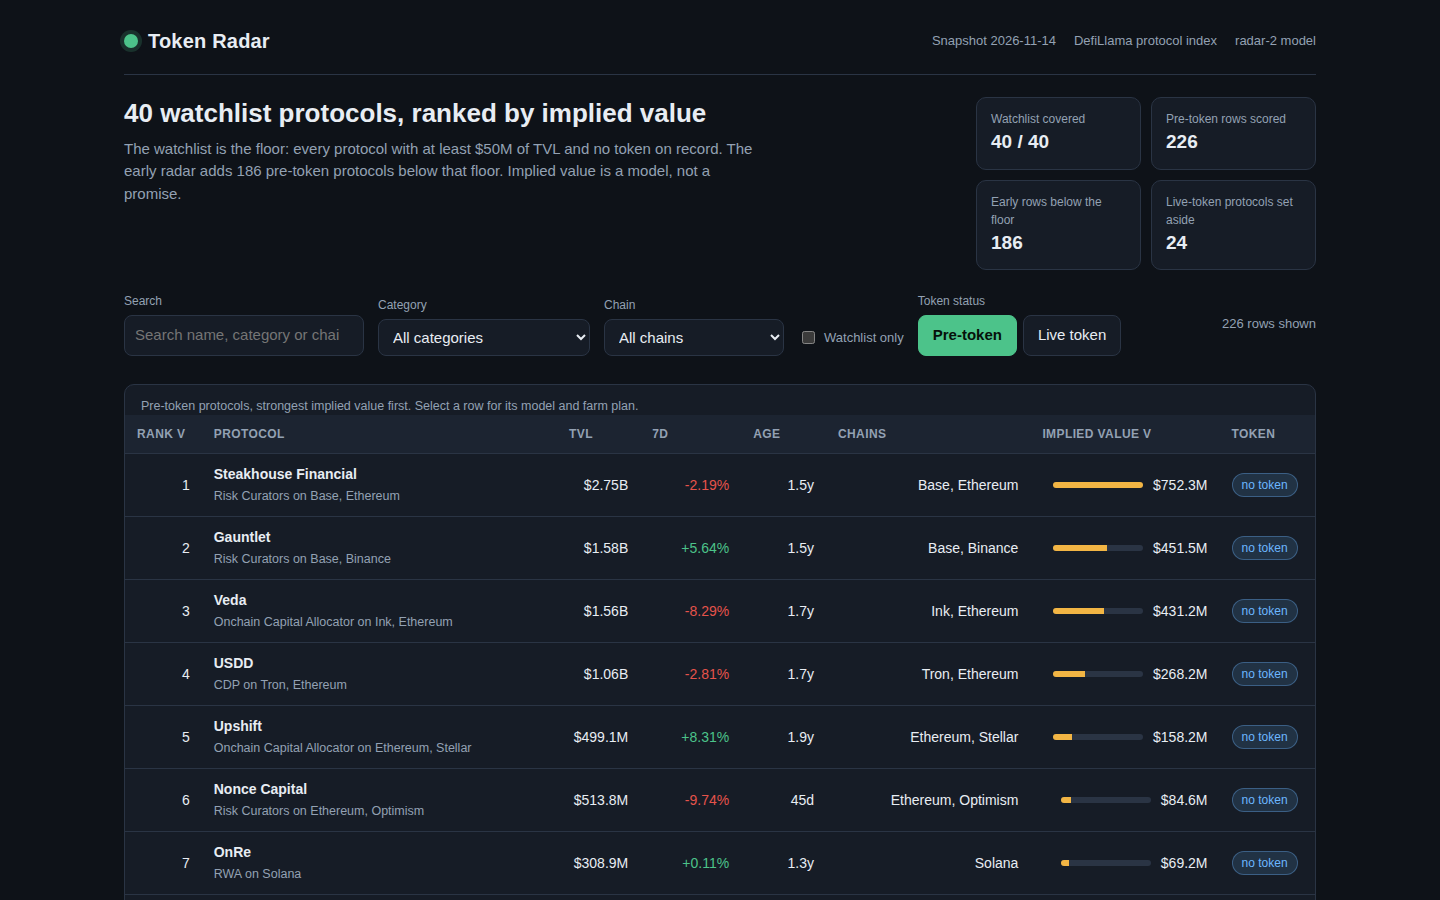 Token Radar
Snapshot 2026-11-14 DefiLlama protocol index radar-2 model
40 watchlist protocols, ranked by implied value
The watchlist is the floor: every protocol with at least $50M of TVL and no token on record. The
early radar adds 186 pre-token protocols below that floor. Implied value is a model, not a
promise.
Watchlist covered
40 / 40
Pre-token rows scored
226
Early rows below the
floor
186
Live-token protocols set
aside
24
Search
Search name, category or chai
Category
All categories
Chain
All chains
Watchlist only
Token status
Pre-token Live token
226 rows shown
Pre-token protocols, strongest implied value first. Select a row for its model and farm plan.
RANK V PROTOCOL TVL 7D AGE CHAINS IMPLIED VALUE V TOKEN
1 Steakhouse Financial $2.75B -2.19% 1.5y Base, Ethereum $752.3M no token
Risk Curators on Base, Ethereum
2 Gauntlet $1.58B +5.64% 1.5y Base, Binance $451.5M no token
Risk Curators on Base, Binance
3 Veda $1.56B -8.29% 1.7y Ink, Ethereum $431.2M no token
Onchain Capital Allocator on Ink, Ethereum
4 USDD $1.06B -2.81% 1.7y Tron, Ethereum $268.2M no token
CDP on Tron, Ethereum
5 Upshift $499.1M +8.31% 1.9y Ethereum, Stellar $158.2M no token
Onchain Capital Allocator on Ethereum, Stellar
6 Nonce Capital $513.8M -9.74% 45d Ethereum, Optimism $84.6M no token
Risk Curators on Ethereum, Optimism
7 OnRe $308.9M +0.11% 1.3y Solana $69.2M no token
RWA on Solana